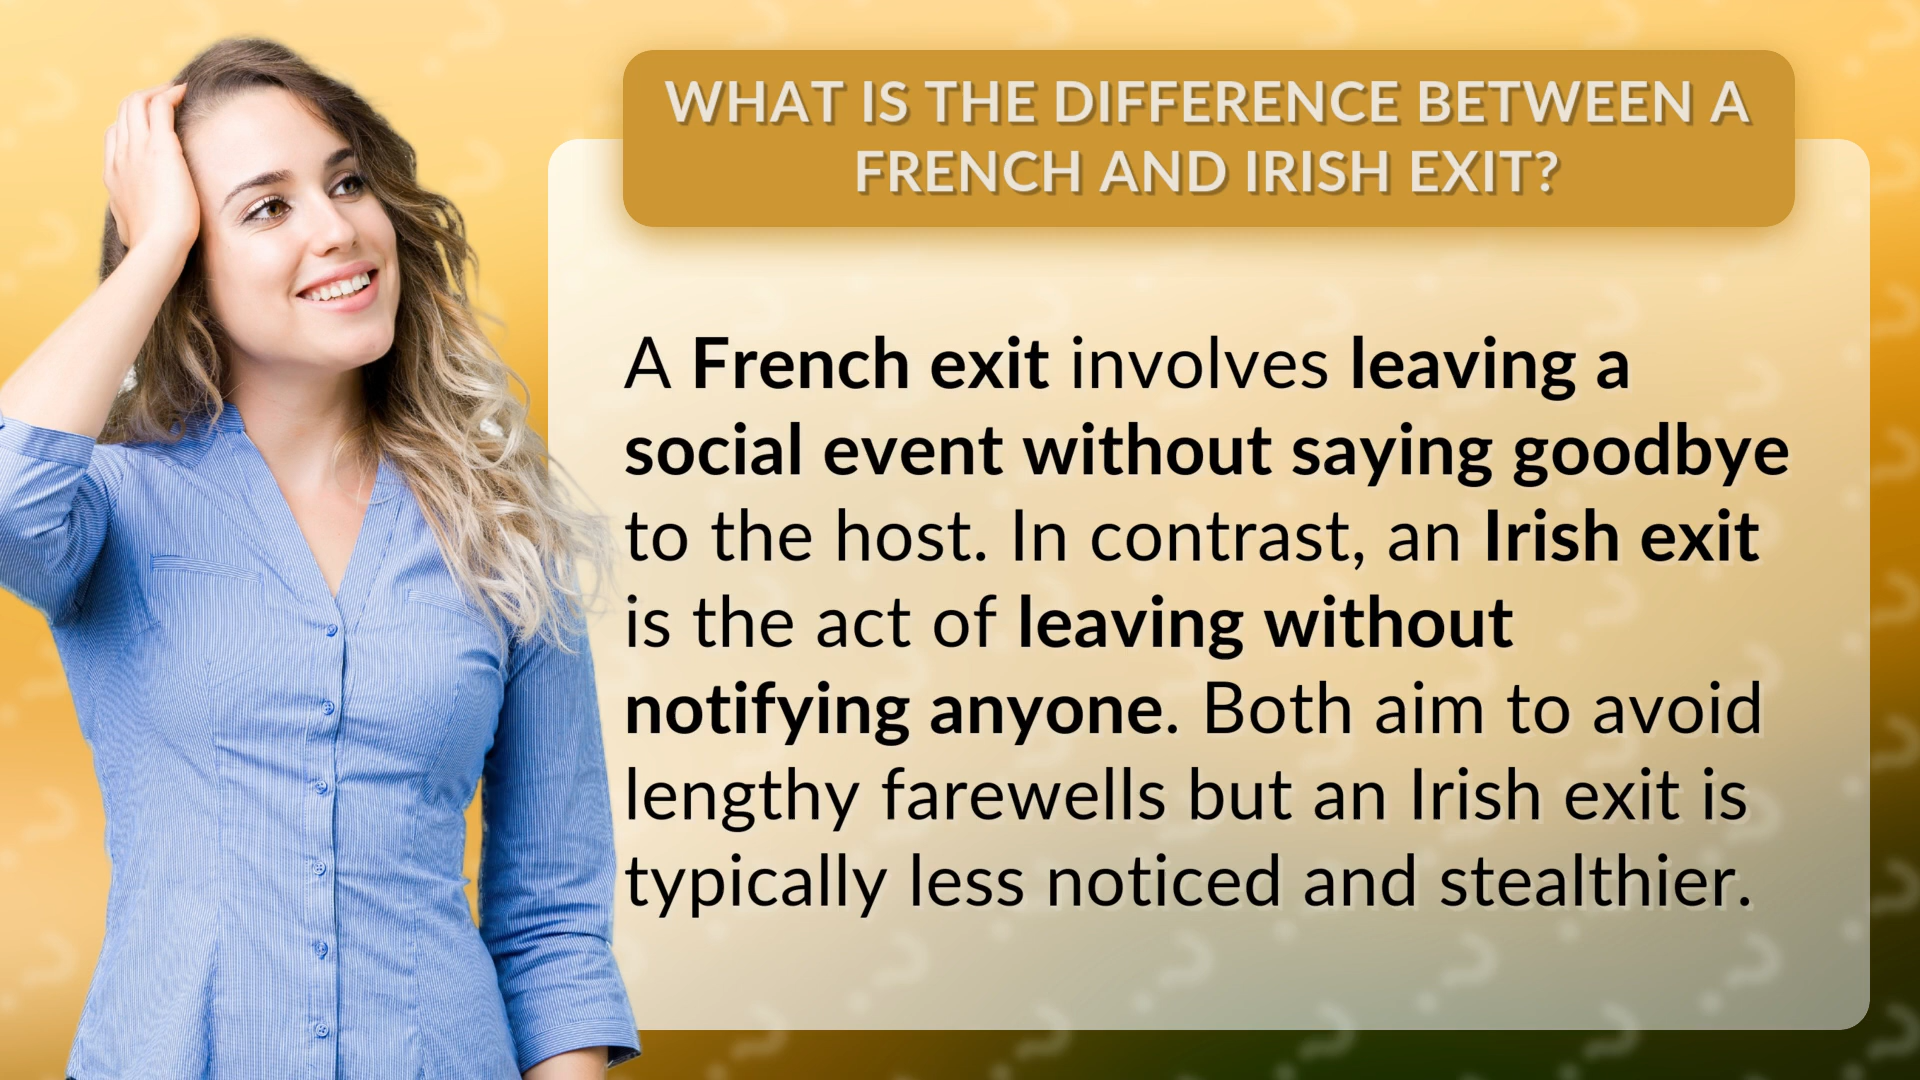 WHAT IS THE DIFFERENCE BETWEEN A
FRENCH AND IRISH EXIT?
A French exit involves leaving a
social event without saying goodbye
to the host. In contrast, an Irish exit
is the act of leaving without
notifying anyone. Both aim to avoid
lengthy farewells but an Irish exit is
typically less noticed and stealthier.